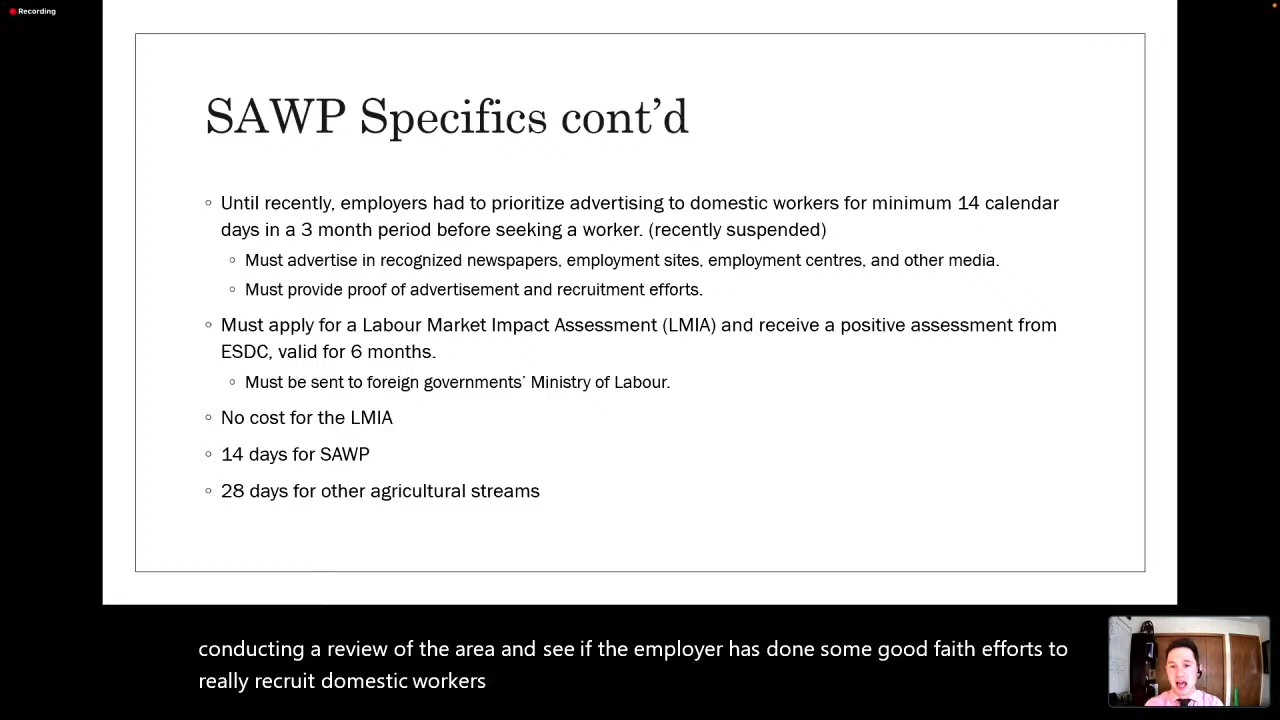 Recording
SAWP Specifics cont’d
◦ Until recently, employers had to prioritize advertising to domestic workers for minimum 14 calendar
days in a 3 month period before seeking a worker. (recently suspended)
◦ Must advertise in recognized newspapers, employment sites, employment centres, and other media.
◦ Must provide proof of advertisement and recruitment efforts.
◦ Must apply for a Labour Market Impact Assessment (LMIA) and receive a positive assessment from
ESDC, valid for 6 months.
◦ Must be sent to foreign governments’ Ministry of Labour.
◦ No cost for the LMIA
◦ 14 days for SAWP
◦ 28 days for other agricultural streams
conducting a review of the area and see if the employer has done some good faith efforts to
really recruit domestic workers